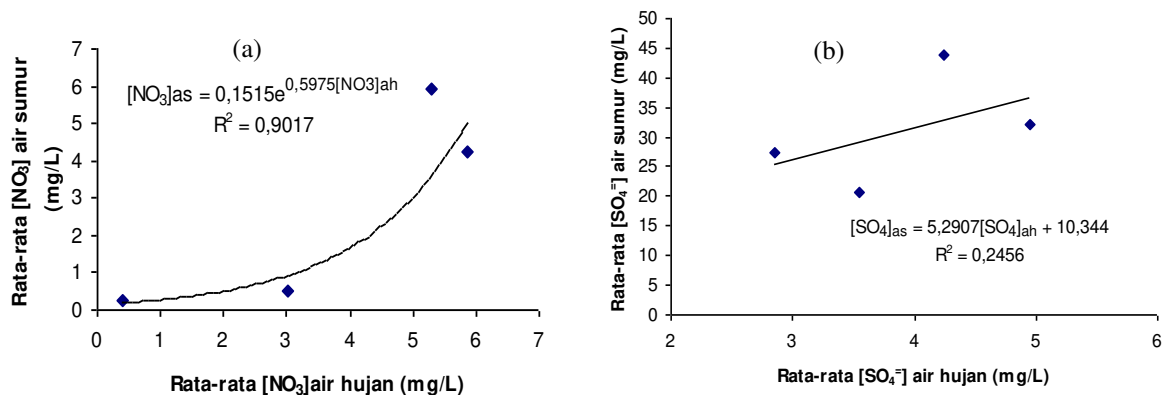 (a)
[NO3]as = 0,1515e^0,5975[NO3]ah
R² = 0,9017
Rata-rata [NO3] air sumur
(mg/L)
7
6
5
4
3
2
1
0
0 1 2 3 4 5 6 7
Rata-rata [NO3]air hujan (mg/L)
(b)
Rata-rata [SO4=] air sumur (mg/L)
50
45
40
35
30
25
20
15
10
5
0
[SO4]as = 5,2907[SO4]ah + 10,344
R² = 0,2456
2 3 4 5 6
Rata-rata [SO4=] air hujan (mg/L)